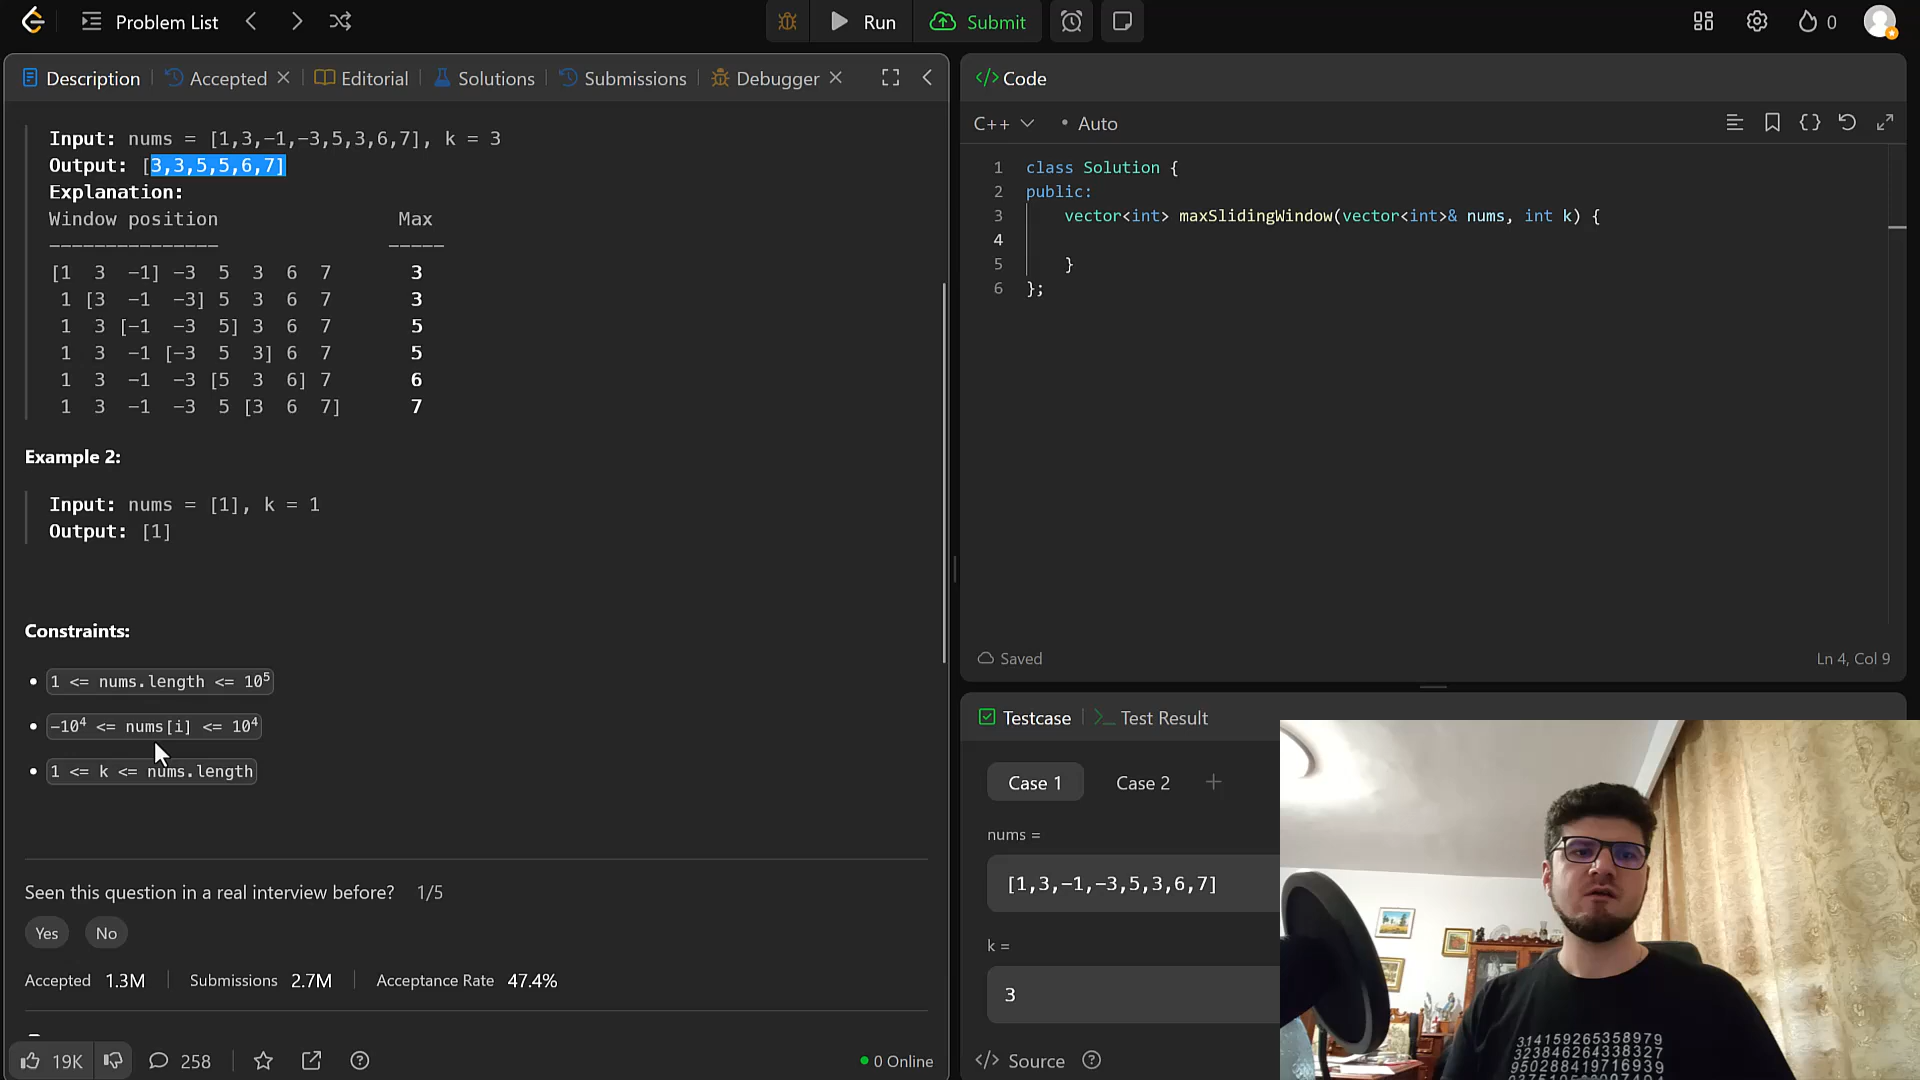 Problem List
Run
Submit
0
Description
Accepted
Editorial
Solutions
Submissions
Debugger
Input: nums = [1,3,-1,-3,5,3,6,7], k = 3
Output: [3,3,5,5,6,7]
Explanation:
Window position Max
--------------- -----
[1 3 -1] -3 5 3 6 7 3
1 [3 -1 -3] 5 3 6 7 3
1 3 [-1 -3 5] 3 6 7 5
1 3 -1 [-3 5 3] 6 7 5
1 3 -1 -3 [5 3 6] 7 6
1 3 -1 -3 5 [3 6 7] 7
Example 2:
Input: nums = [1], k = 1
Output: [1]
Constraints:
• 1 <= nums.length <= 10⁵
• -10⁴ <= nums[i] <= 10⁴
• 1 <= k <= nums.length
Seen this question in a real interview before? 1/5
Yes No
Accepted 1.3M Submissions 2.7M Acceptance Rate 47.4%
19K 258 0 Online
</> Code
C++ • Auto
1 class Solution {
2 public:
3 vector<int> maxSlidingWindow(vector<int>& nums, int k) {
4
5 }
6 };
Saved Ln 4, Col 9
Testcase
Test Result
Case 1 Case 2 +
nums =
[1,3,-1,-3,5,3,6,7]
k =
3
</> Source
3.14159265358979
323846264338327
950288419716939